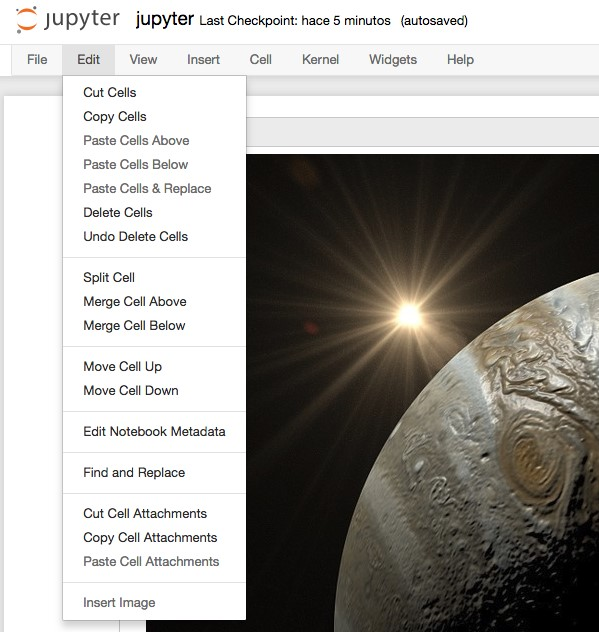 jupyter jupyter Last Checkpoint: hace 5 minutos (autosaved)
File Edit View Insert Cell Kernel Widgets Help
Cut Cells
Copy Cells
Paste Cells Above
Paste Cells Below
Paste Cells & Replace
Delete Cells
Undo Delete Cells
Split Cell
Merge Cell Above
Merge Cell Below
Move Cell Up
Move Cell Down
Edit Notebook Metadata
Find and Replace
Cut Cell Attachments
Copy Cell Attachments
Paste Cell Attachments
Insert Image